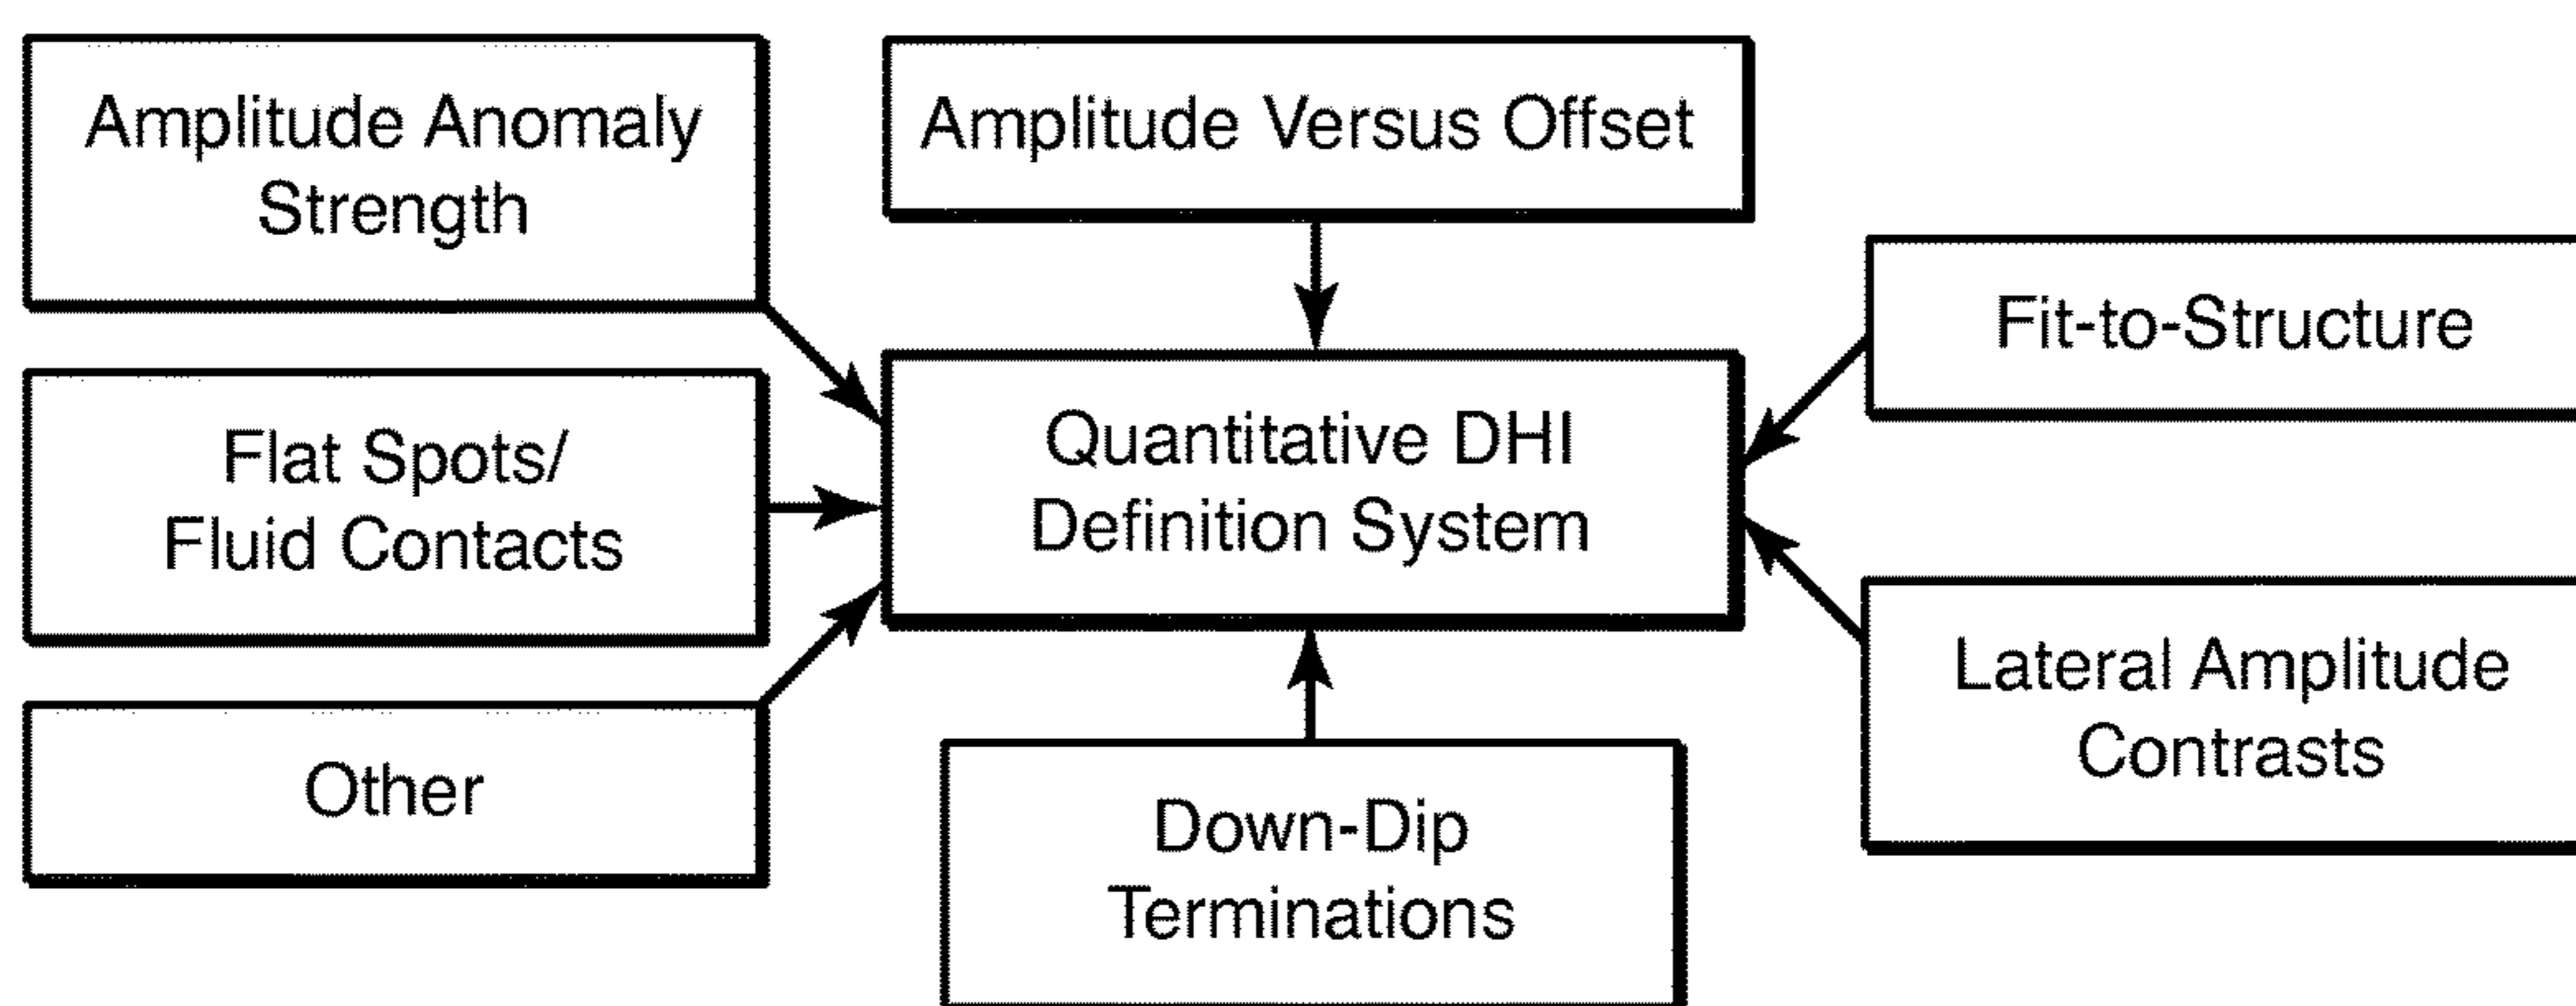 Amplitude Anomaly
Strength
Amplitude Versus Offset
Fit-to-Structure
Flat Spots/
Fluid Contacts
Quantitative DHI
Definition System
Lateral Amplitude
Contrasts
Other
Down-Dip
Terminations